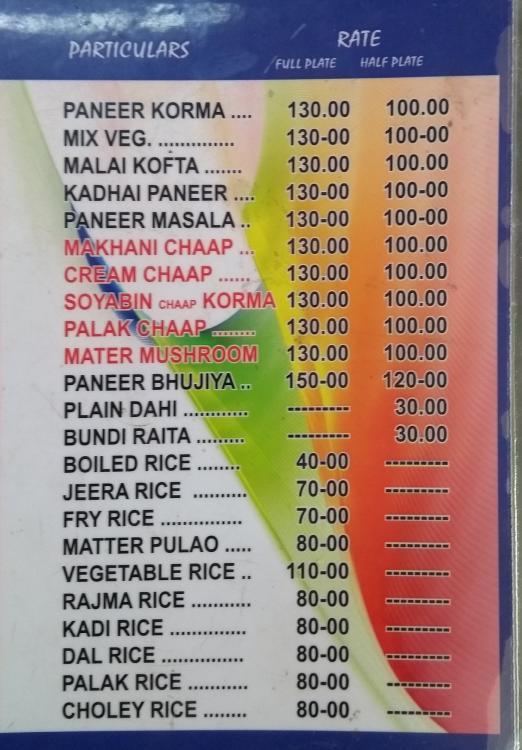 PARTICULARS RATE
FULL PLATE HALF PLATE
PANEER KORMA .... 130.00 100.00
MIX VEG. .............. 130-00 100-00
MALAI KOFTA ....... 130.00 100.00
KADHAI PANEER .... 130-00 100-00
PANEER MASALA .. 130-00 100-00
MAKHANI CHAAP ... 130.00 100.00
CREAM CHAAP ...... 130.00 100.00
SOYABIN CHAAP KORMA 130.00 100.00
PALAK CHAAP ........ 130.00 100.00
MATER MUSHROOM 130.00 100.00
PANEER BHUJIYA .. 150-00 120-00
PLAIN DAHI ............ --------- 30.00
BUNDI RAITA ......... --------- 30.00
BOILED RICE ........ 40-00 ---------
JEERA RICE .......... 70-00 ---------
FRY RICE ............... 70-00 ---------
MATTER PULAO ..... 80-00 ---------
VEGETABLE RICE .. 110-00 ---------
RAJMA RICE ........... 80-00 ---------
KADI RICE .............. 80-00 ---------
DAL RICE ............... 80-00 ---------
PALAK RICE ........... 80-00 ---------
CHOLEY RICE ........ 80-00 ---------